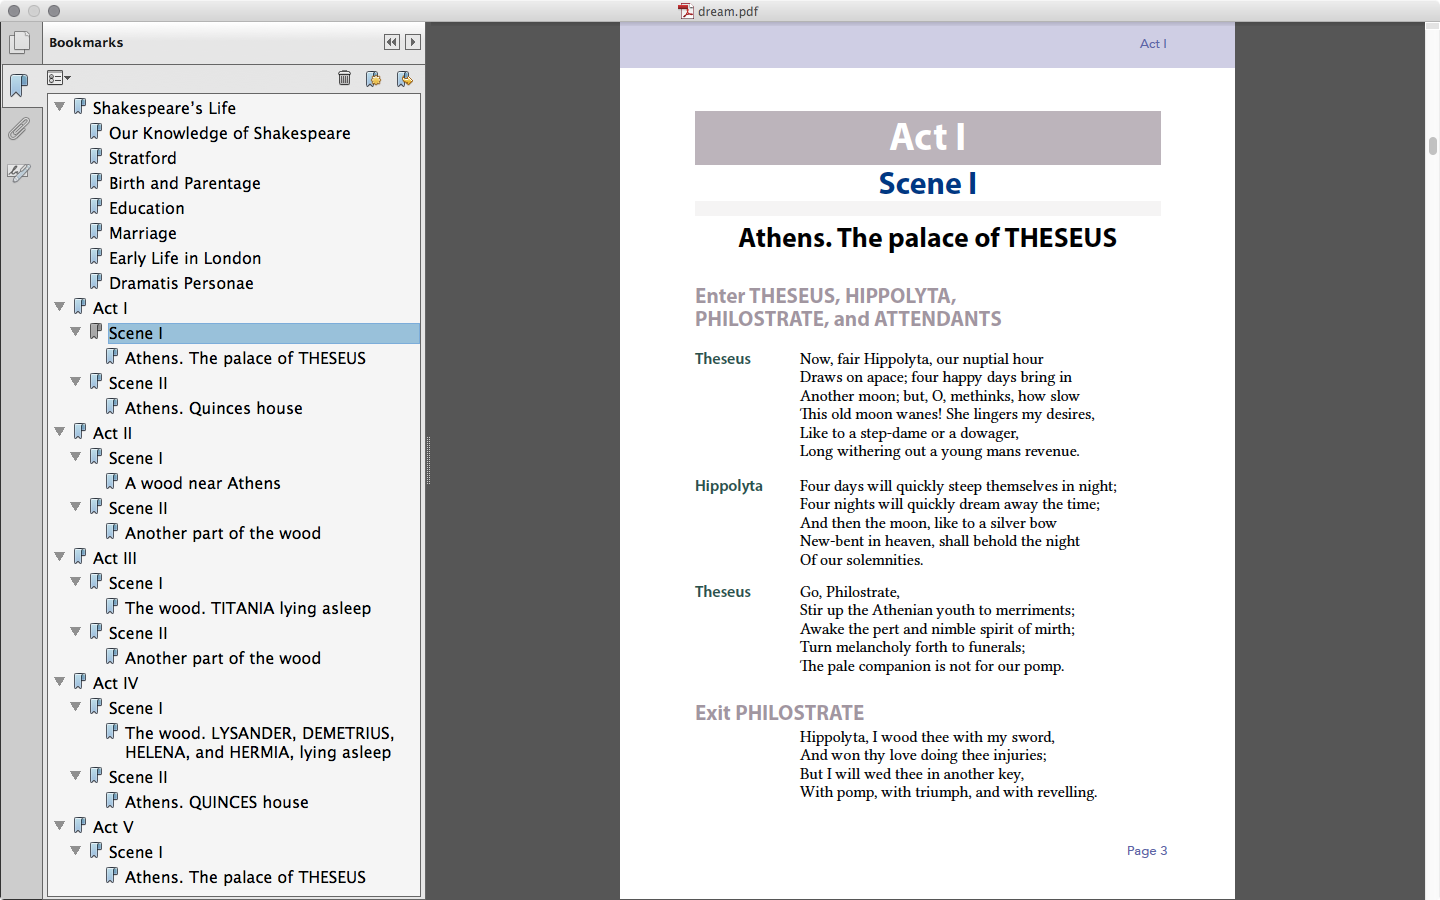 dream.pdf
Bookmarks
Shakespeare's Life
Our Knowledge of Shakespeare
Stratford
Birth and Parentage
Education
Marriage
Early Life in London
Dramatis Personae
Act I
Scene I
Athens. The palace of THESEUS
Scene II
Athens. Quinces house
Act II
Scene I
A wood near Athens
Scene II
Another part of the wood
Act III
Scene I
The wood. TITANIA lying asleep
Scene II
Another part of the wood
Act IV
Scene I
The wood. LYSANDER, DEMETRIUS,
HELENA, and HERMIA, lying asleep
Scene II
Athens. QUINCES house
Act V
Scene I
Athens. The palace of THESEUS
Act I
Act I
Scene I
Athens. The palace of THESEUS
Enter THESEUS, HIPPOLYTA,
PHILOSTRATE, and ATTENDANTS
Theseus Now, fair Hippolyta, our nuptial hour
Draws on apace; four happy days bring in
Another moon; but, O, methinks, how slow
This old moon wanes! She lingers my desires,
Like to a step-dame or a dowager,
Long withering out a young mans revenue.
Hippolyta Four days will quickly steep themselves in night;
Four nights will quickly dream away the time;
And then the moon, like to a silver bow
New-bent in heaven, shall behold the night
Of our solemnities.
Theseus Go, Philostrate,
Stir up the Athenian youth to merriments;
Awake the pert and nimble spirit of mirth;
Turn melancholy forth to funerals;
The pale companion is not for our pomp.
Exit PHILOSTRATE
Hippolyta, I wood thee with my sword,
And won thy love doing thee injuries;
But I will wed thee in another key,
With pomp, with triumph, and with revelling.
Page 3